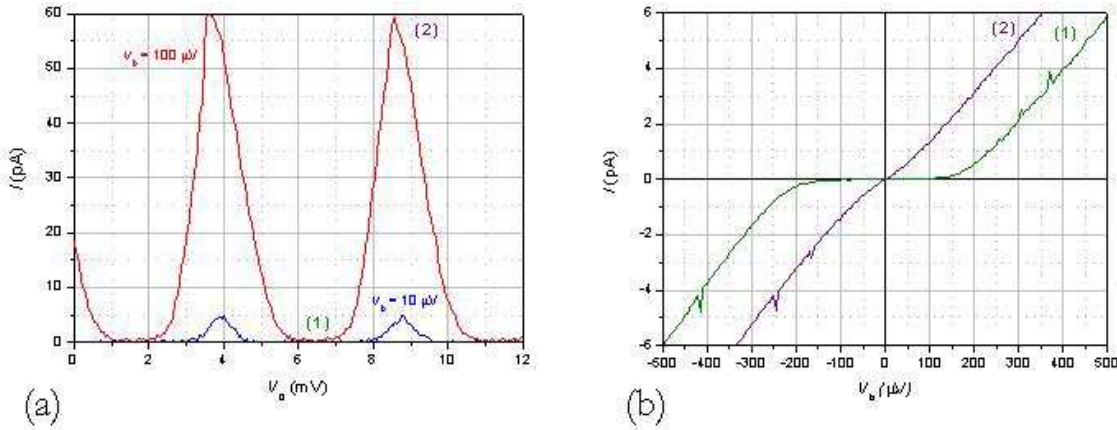 60
50
40
30
20
10
0
I (pA)
V_b = 100 µV
(2)
V_b = 10 µV
(1)
0 2 4 6 8 10 12
V_g (mV)
(a)
6
4
2
0
-2
-4
-6
I (pA)
(2)
(1)
-500 -400 -300 -200 -100 0 100 200 300 400 500
V_b (µV)
(b)